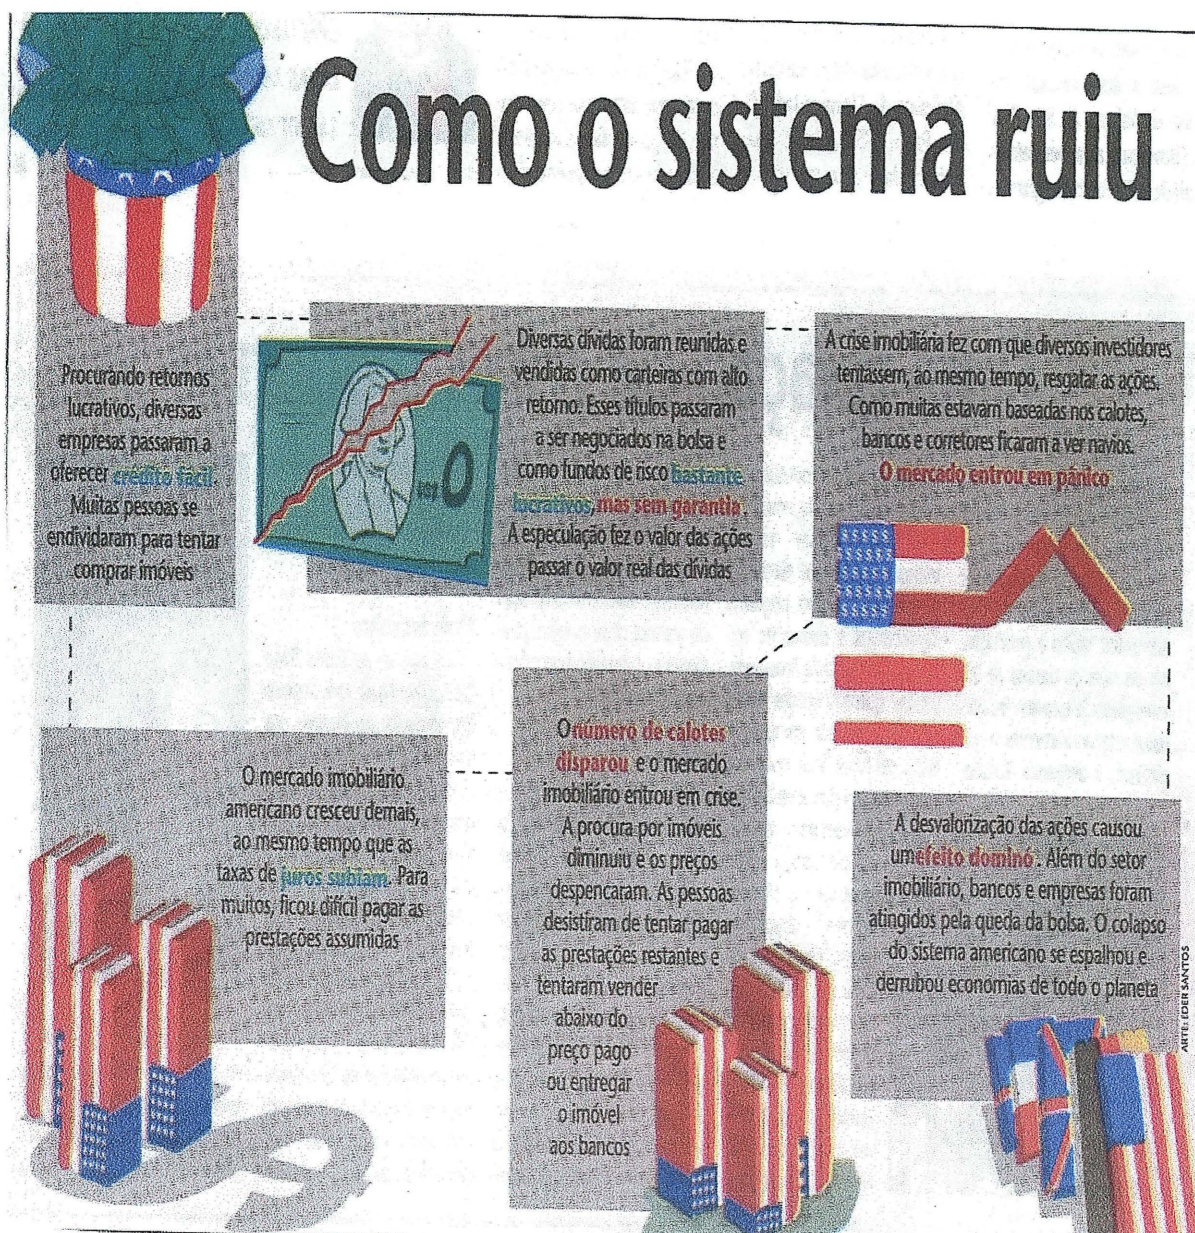 Como o sistema ruiu
Procurando retornos
lucrativos, diversas
empresas passaram a
oferecer crédito fácil.
Muitas pessoas se
endividaram para tentar
comprar imóveis
Diversas dívidas foram reunidas e
vendidas como carteiras com alto
retorno. Esses títulos passaram
a ser negociados na bolsa e
como fundos de risco bastante
lucrativos, mas sem garantia.
A especulação fez o valor das ações
passar o valor real das dívidas
A crise imobiliária fez com que diversos investidores
tentassem, ao mesmo tempo, resgatar as ações.
Como muitas estavam baseadas nos calotes,
bancos e corretores ficaram a ver navios.
O mercado entrou em pânico
O mercado imobiliário
americano cresceu demais,
ao mesmo tempo que as
taxas de juros subiam. Para
muitos, ficou difícil pagar as
prestações assumidas
O número de calotes
disparou e o mercado
imobiliário entrou em crise.
A procura por imóveis
diminuiu e os preços
despencaram. As pessoas
desistiram de tentar pagar
as prestações restantes e
tentaram vender
abaixo do
preço pago
ou entregar
o imóvel
aos bancos
A desvalorização das ações causou
um efeito dominó. Além do setor
imobiliário, bancos e empresas foram
atingidos pela queda da bolsa. O colapso
do sistema americano se espalhou e
derrubou economias de todo o planeta
ARTE: EDER SANTOS